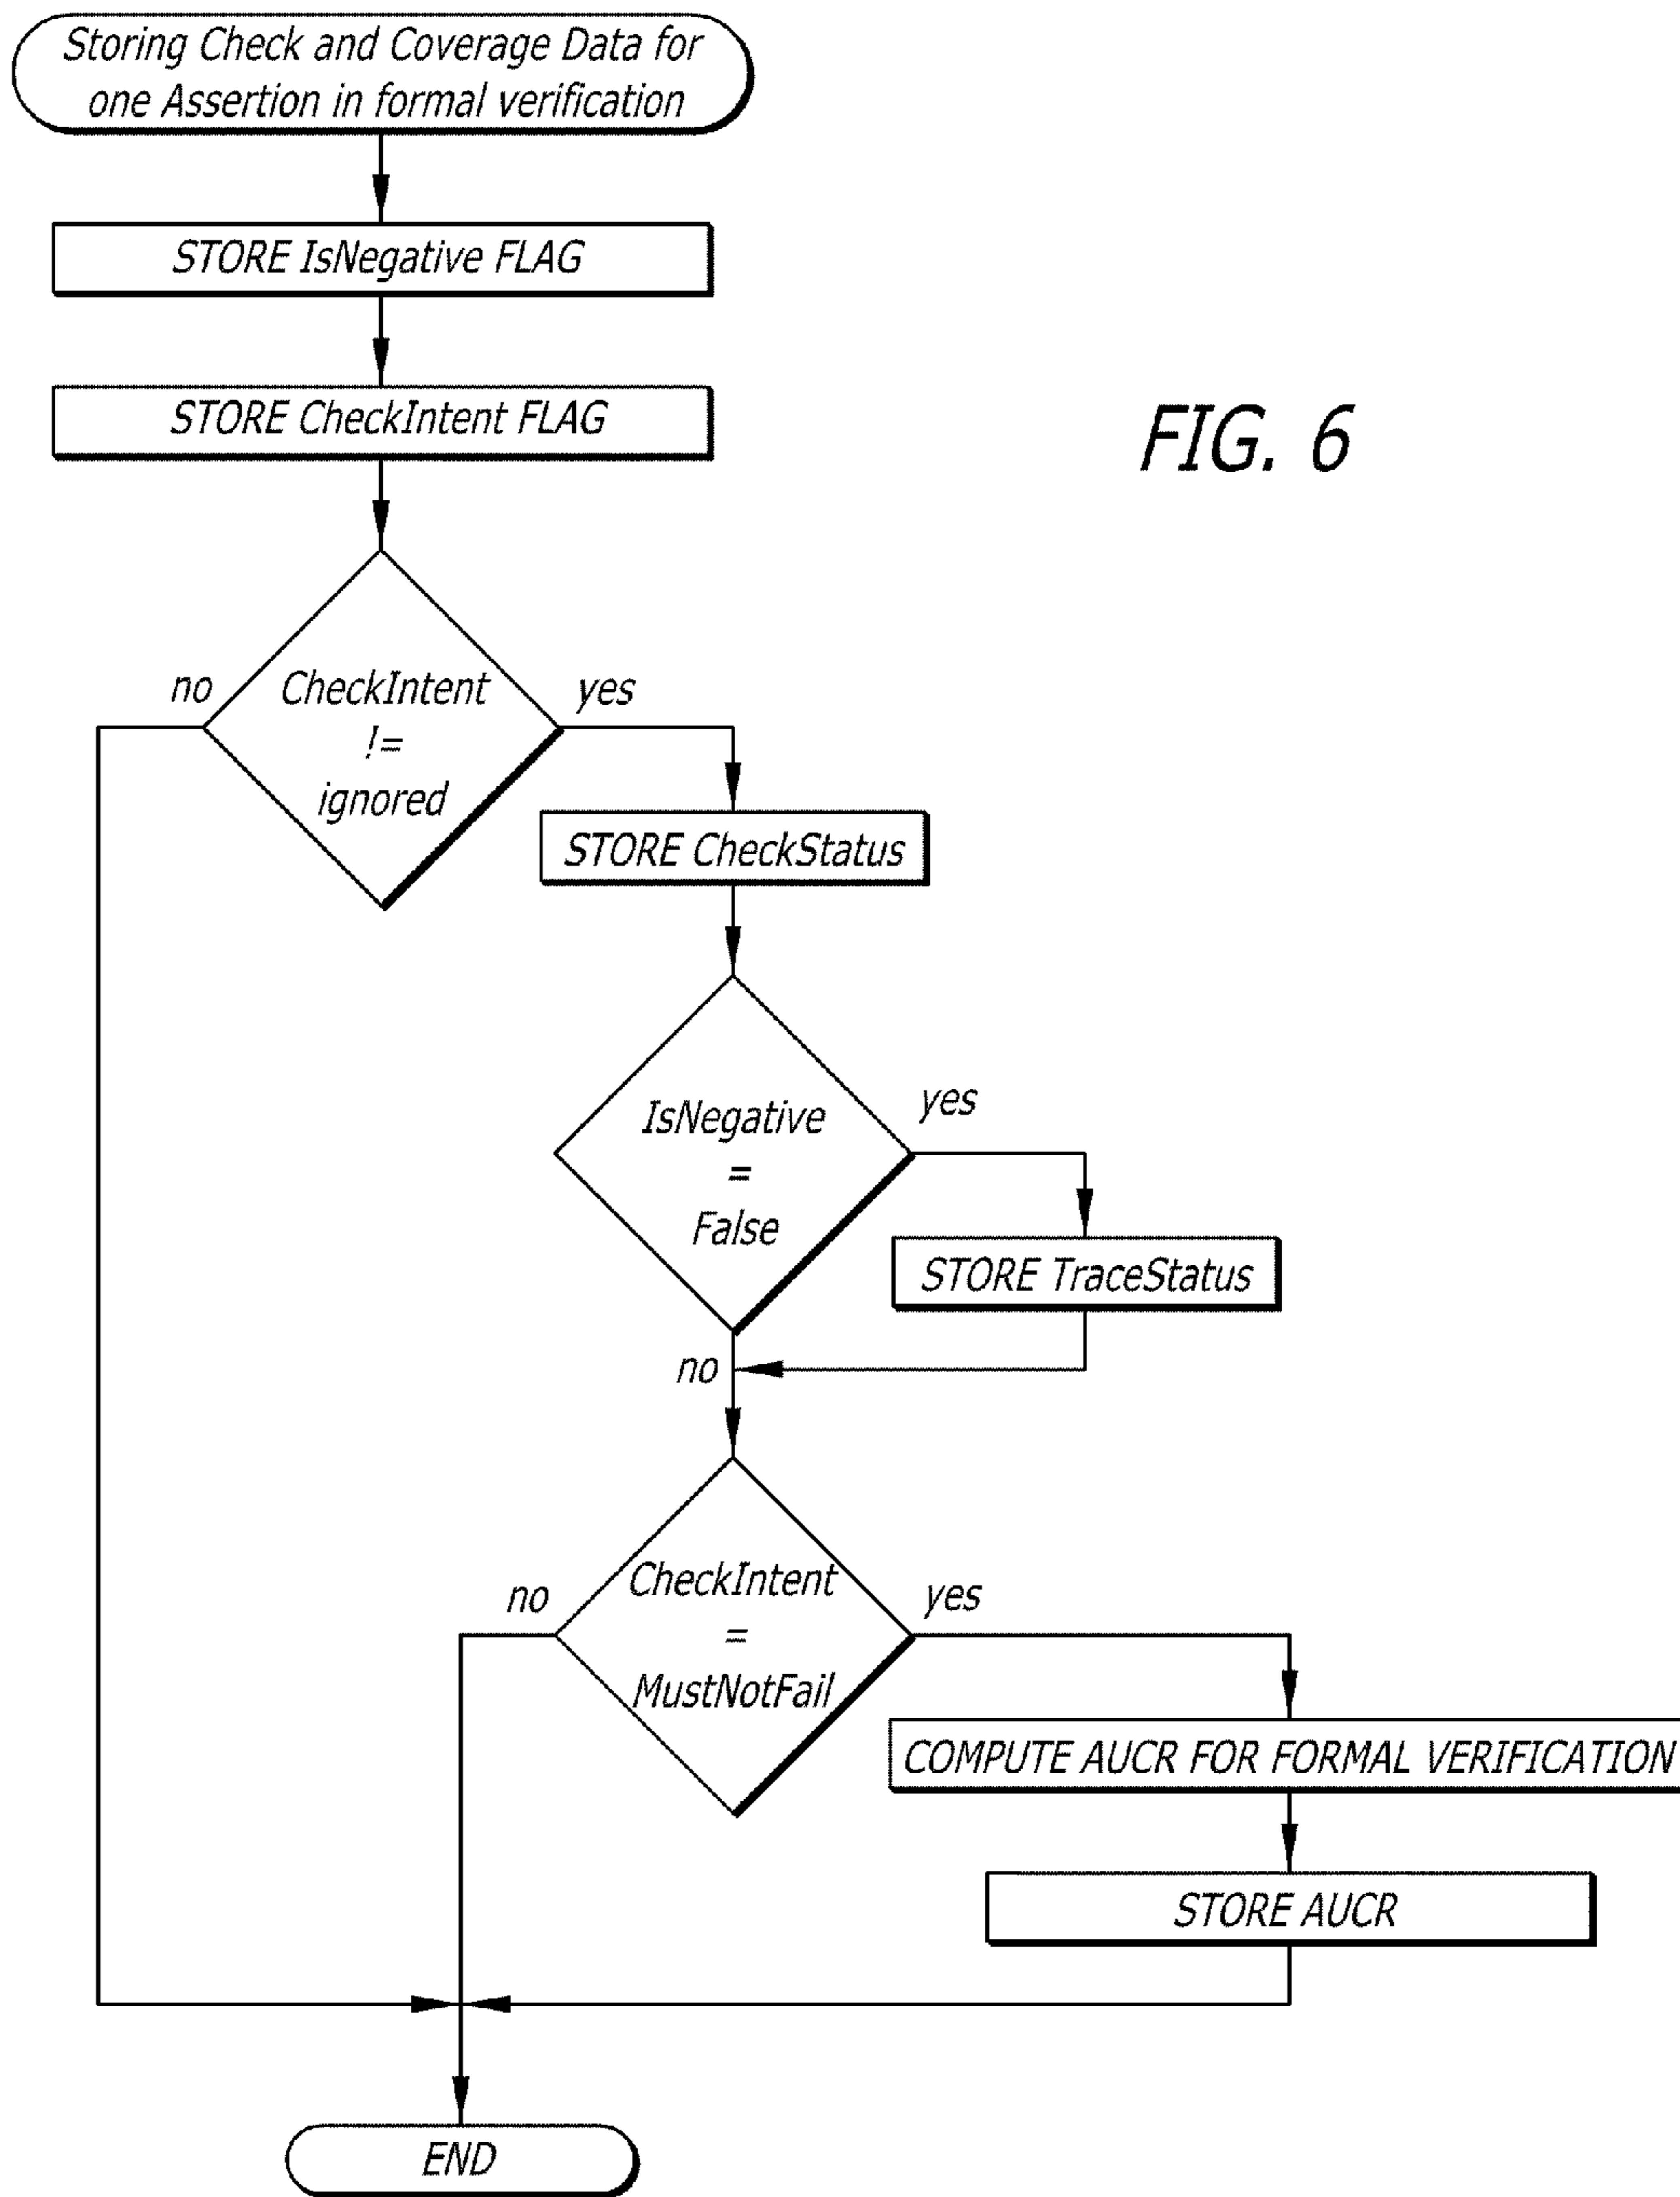 Storing Check and Coverage Data for
one Assertion in formal verification
STORE IsNegative FLAG
STORE CheckIntent FLAG
FIG. 6
no
CheckIntent
!=
ignored
yes
STORE CheckStatus
IsNegative
=
False
yes
STORE TraceStatus
no
no
CheckIntent
=
MustNotFail
yes
COMPUTE AUCR FOR FORMAL VERIFICATION
STORE AUCR
END